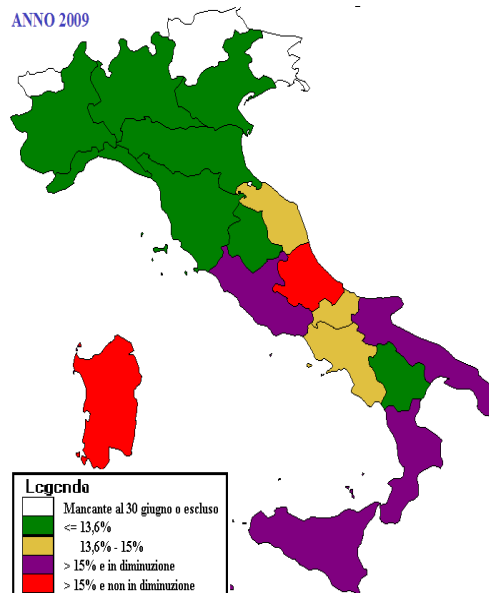 ANNO 2009
Legenda
Mancante al 30 giugno o escluso
<= 13,6%
13,6% - 15%
> 15% e in diminuzione
> 15% e non in diminuzione